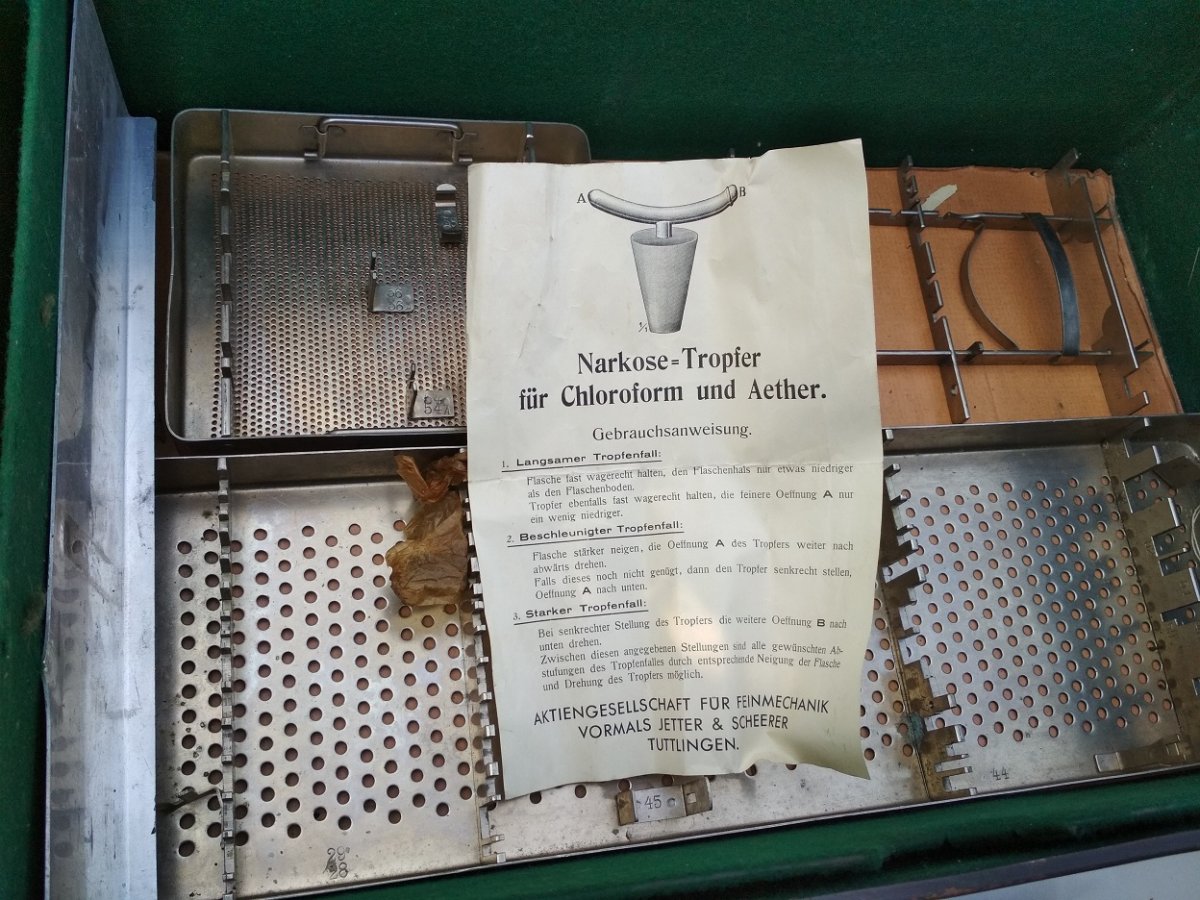 A
B
1/1
Narkose=Tropfer
für Chloroform und Aether.
Gebrauchsanweisung.
1. Langsamer Tropfenfall:
Flasche fast wagerecht halten, den Flaschenhals nur etwas niedriger
als den Flaschenboden.
Tropfer ebenfalls fast wagerecht halten, die feinere Oeffnung A nur
ein wenig niedriger.
2. Beschleunigter Tropfenfall:
Flasche stärker neigen, die Oeffnung A des Tropfers weiter nach
abwärts drehen.
Falls dieses noch nicht genügt, dann den Tropfer senkrecht stellen,
Oeffnung A nach unten.
3. Starker Tropfenfall:
Bei senkrechter Stellung des Tropfers die weitere Oeffnung B nach
unten drehen.
Zwischen diesen angegebenen Stellungen sind alle gewünschten Ab-
stufungen des Tropfenfalles durch entsprechende Neigung der Flasche
und Drehung des Tropfers möglich.
AKTIENGESELLSCHAFT FÜR FEINMECHANIK
VORMALS JETTER & SCHEERER
TUTTLINGEN.
54A
45
44
29
28